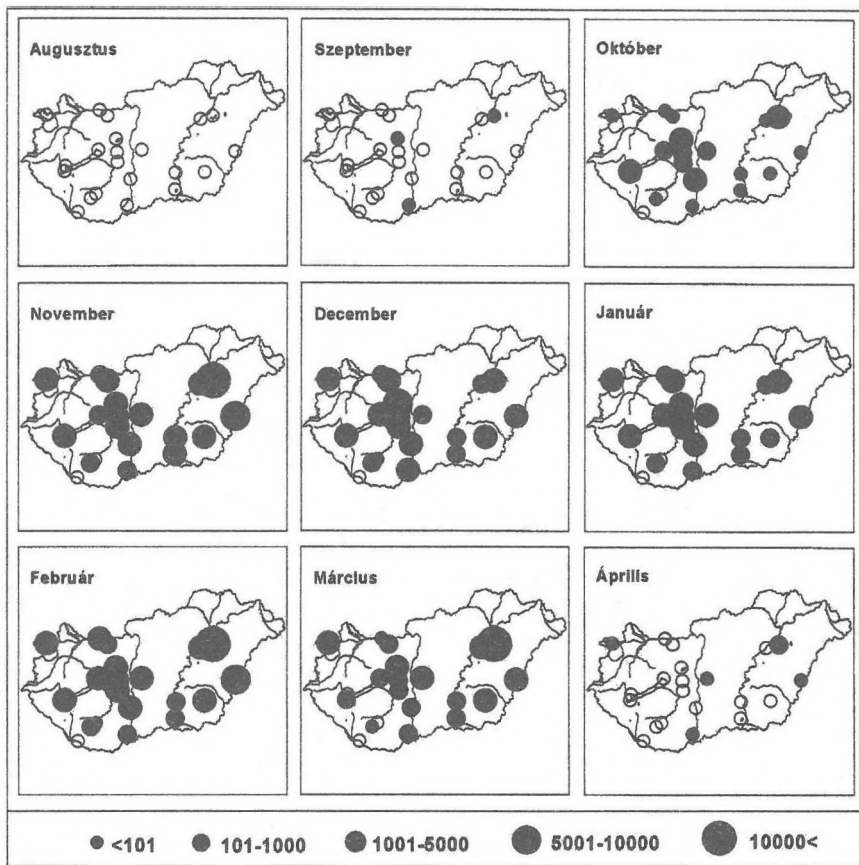 Augusztus
Szeptember
Október
November
December
Január
Február
Március
Április
<101
101-1000
1001-5000
5001-10000
10000<